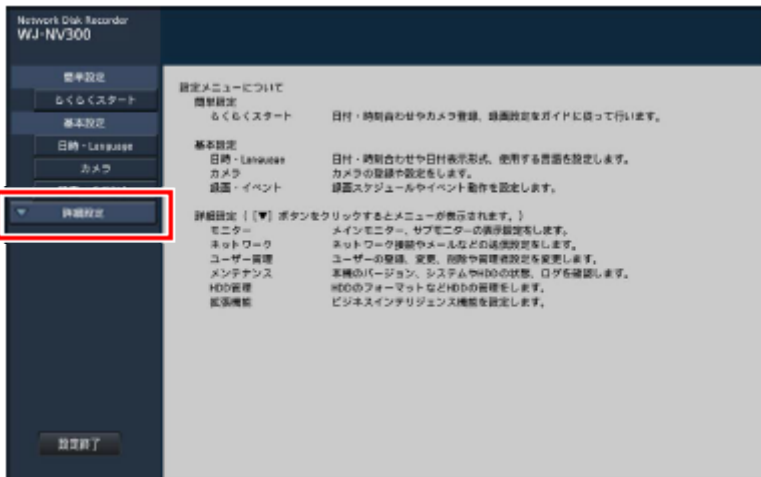 Network Disk Recorder
WJ-NV300
簡単設定
らくらくスタート
基本設定
日時・Language
カメラ
詳細設定
設定終了
設定メニューについて
簡単設定
らくらくスタート 日付・時刻合わせやカメラ登録、録画設定をガイドに従って行います。
基本設定
日時・Language 日付・時刻合わせや日付表示形式、使用する言語を設定します。
カメラ カメラの登録や設定をします。
録画・イベント 録画スケジュールやイベント動作を設定します。
詳細設定（［▼］ボタンをクリックするとメニューが表示されます。）
モニター メインモニター、サブモニターの表示設定をします。
ネットワーク ネットワーク接続やメールなどの送信設定をします。
ユーザー管理 ユーザーの登録、変更、削除や管理者設定を変更します。
メンテナンス 本機のバージョン、システムやHDDの状態、ログを確認します。
HDD管理 HDDのフォーマットなどHDDの管理をします。
拡張機能 ビジネスインテリジェンス機能を設定します。